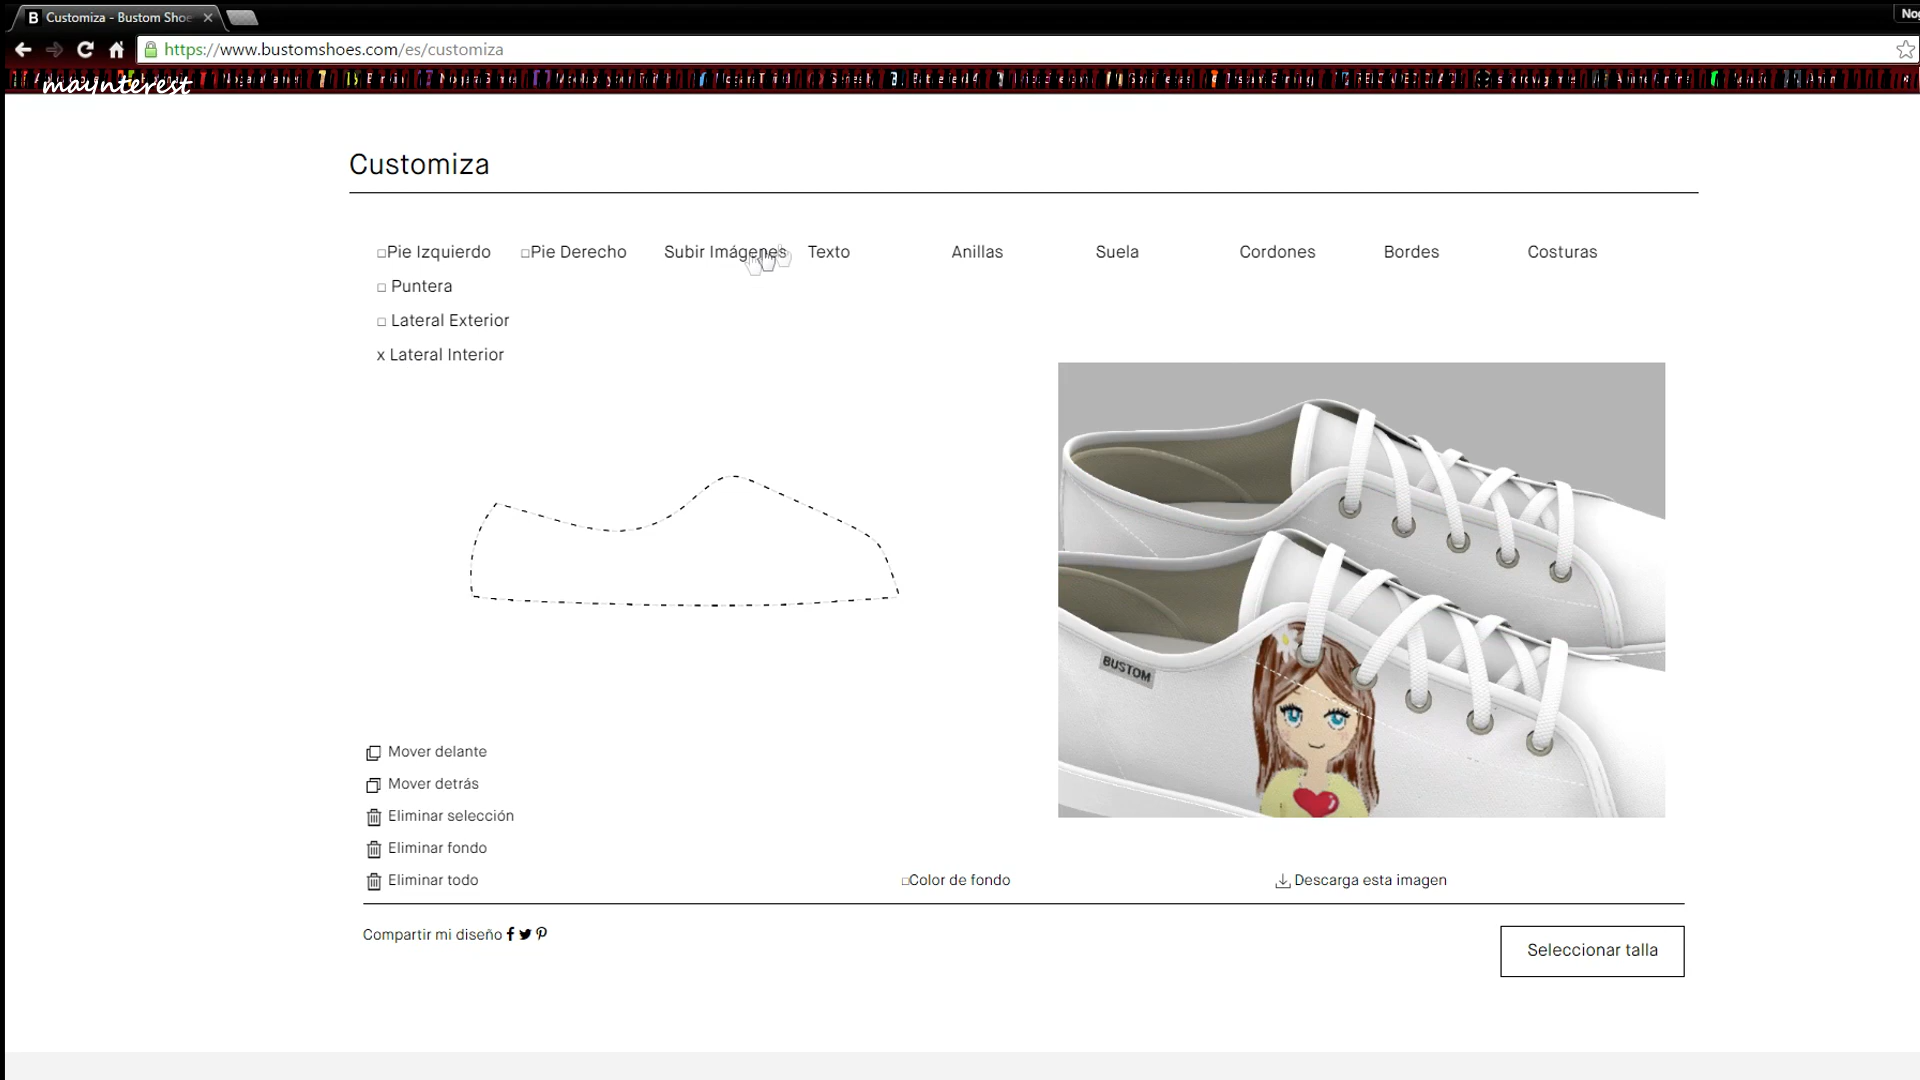 Customiza - Bustom Shoe
https://www.bustomshoes.com/es/customiza
maynterest
Customiza
Pie Izquierdo
Pie Derecho
Subir Imágenes
Texto
Anillas
Suela
Cordones
Bordes
Costuras
Puntera
Lateral Exterior
x Lateral Interior
BUSTOM
Mover delante
Mover detrás
Eliminar selección
Eliminar fondo
Eliminar todo
Color de fondo
Descarga esta imagen
Compartir mi diseño
Seleccionar talla